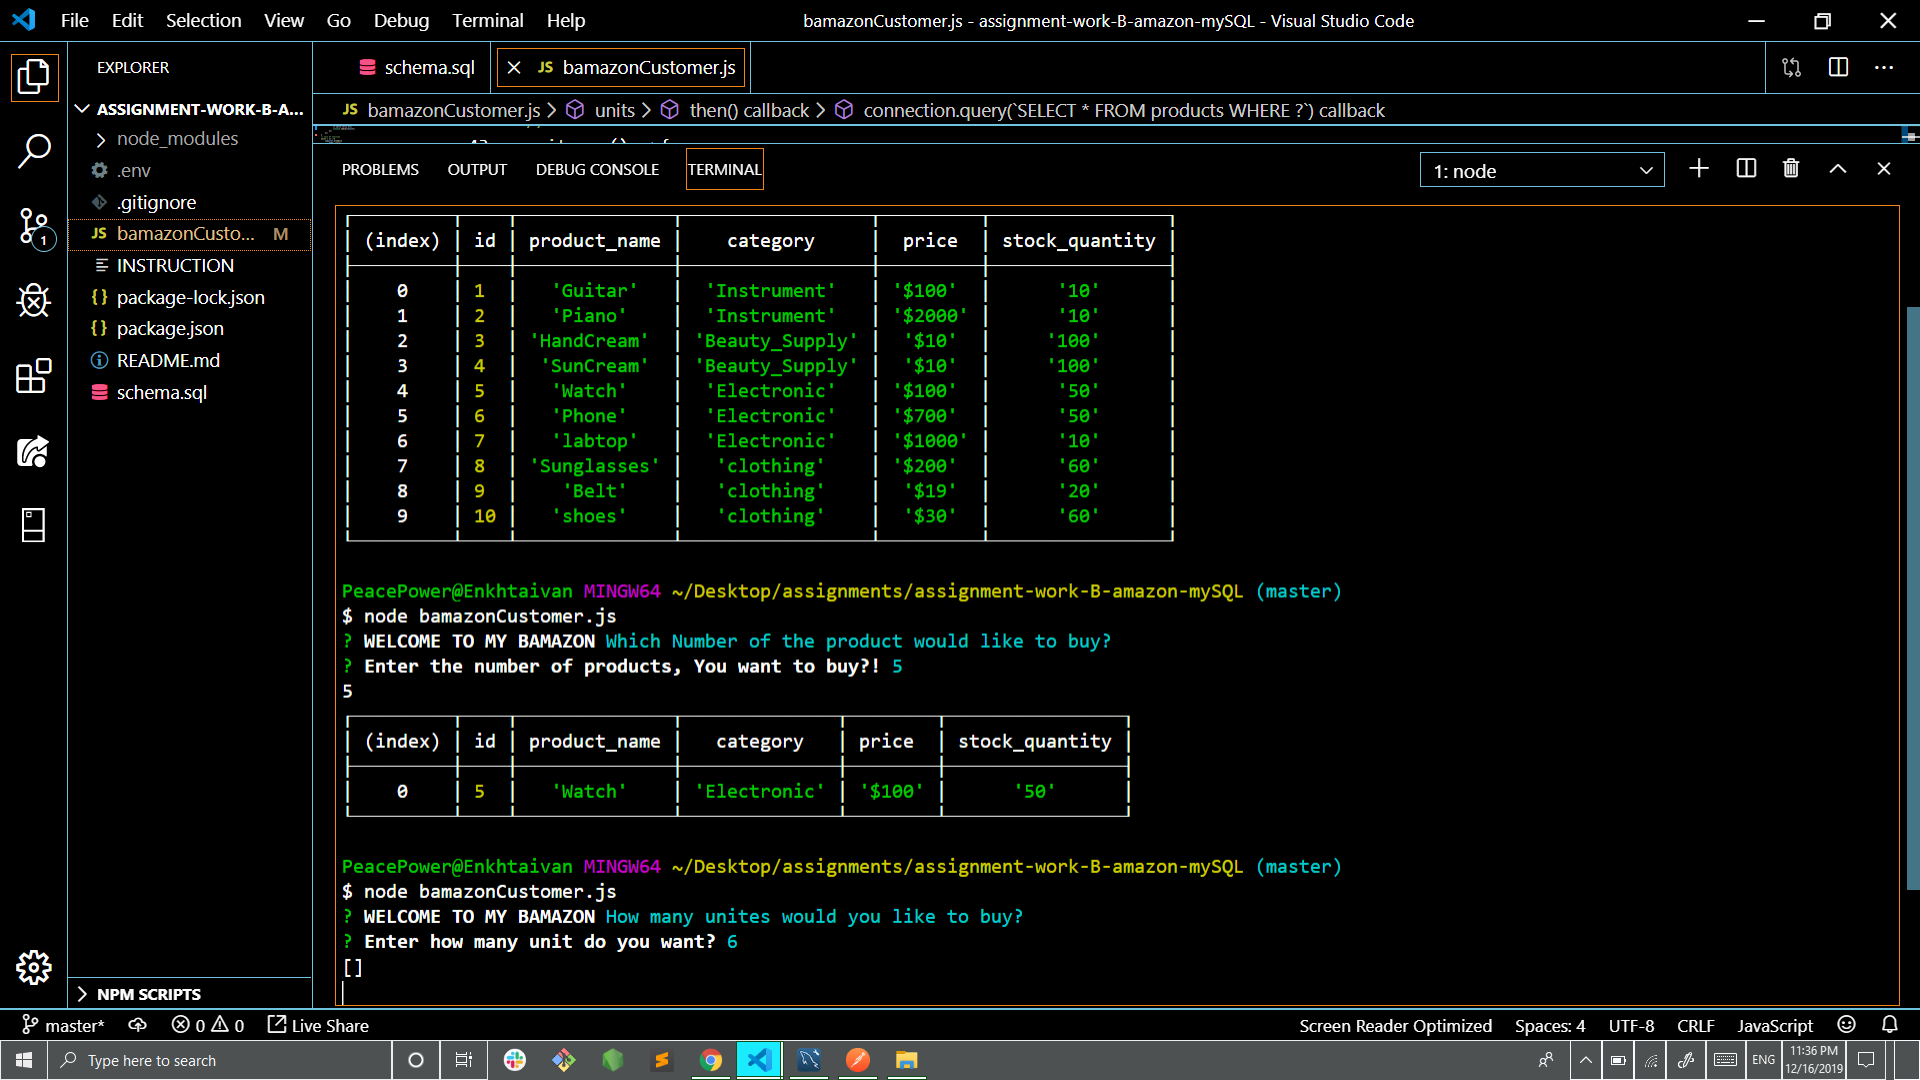 File Edit Selection View Go Debug Terminal Help bamazonCustomer.js - assignment-work-B-amazon-mySQL - Visual Studio Code
EXPLORER
schema.sql
JS bamazonCustomer.js
ASSIGNMENT-WORK-B-A...
node_modules
.env
.gitignore
JS bamazonCusto... M
INSTRUCTION
{} package-lock.json
{} package.json
README.md
schema.sql
NPM SCRIPTS
1
JS bamazonCustomer.js > units > then() callback > connection.query(`SELECT * FROM products WHERE ?`) callback
PROBLEMS OUTPUT DEBUG CONSOLE TERMINAL 1: node
(index) id product_name category price stock_quantity
0 1 'Guitar' 'Instrument' '$100' '10'
1 2 'Piano' 'Instrument' '$2000' '10'
2 3 'HandCream' 'Beauty_Supply' '$10' '100'
3 4 'SunCream' 'Beauty_Supply' '$10' '100'
4 5 'Watch' 'Electronic' '$100' '50'
5 6 'Phone' 'Electronic' '$700' '50'
6 7 'labtop' 'Electronic' '$1000' '10'
7 8 'Sunglasses' 'clothing' '$200' '60'
8 9 'Belt' 'clothing' '$19' '20'
9 10 'shoes' 'clothing' '$30' '60'
PeacePower@Enkhtaivan MINGW64 ~/Desktop/assignments/assignment-work-B-amazon-mySQL (master)
$ node bamazonCustomer.js
? WELCOME TO MY BAMAZON Which Number of the product would like to buy?
? Enter the number of products, You want to buy?! 5
5
(index) id product_name category price stock_quantity
0 5 'Watch' 'Electronic' '$100' '50'
PeacePower@Enkhtaivan MINGW64 ~/Desktop/assignments/assignment-work-B-amazon-mySQL (master)
$ node bamazonCustomer.js
? WELCOME TO MY BAMAZON How many unites would you like to buy?
? Enter how many unit do you want? 6
[]
master* 0 0 Live Share Screen Reader Optimized Spaces: 4 UTF-8 CRLF JavaScript
Type here to search ENG 11:36 PM
12/16/2019